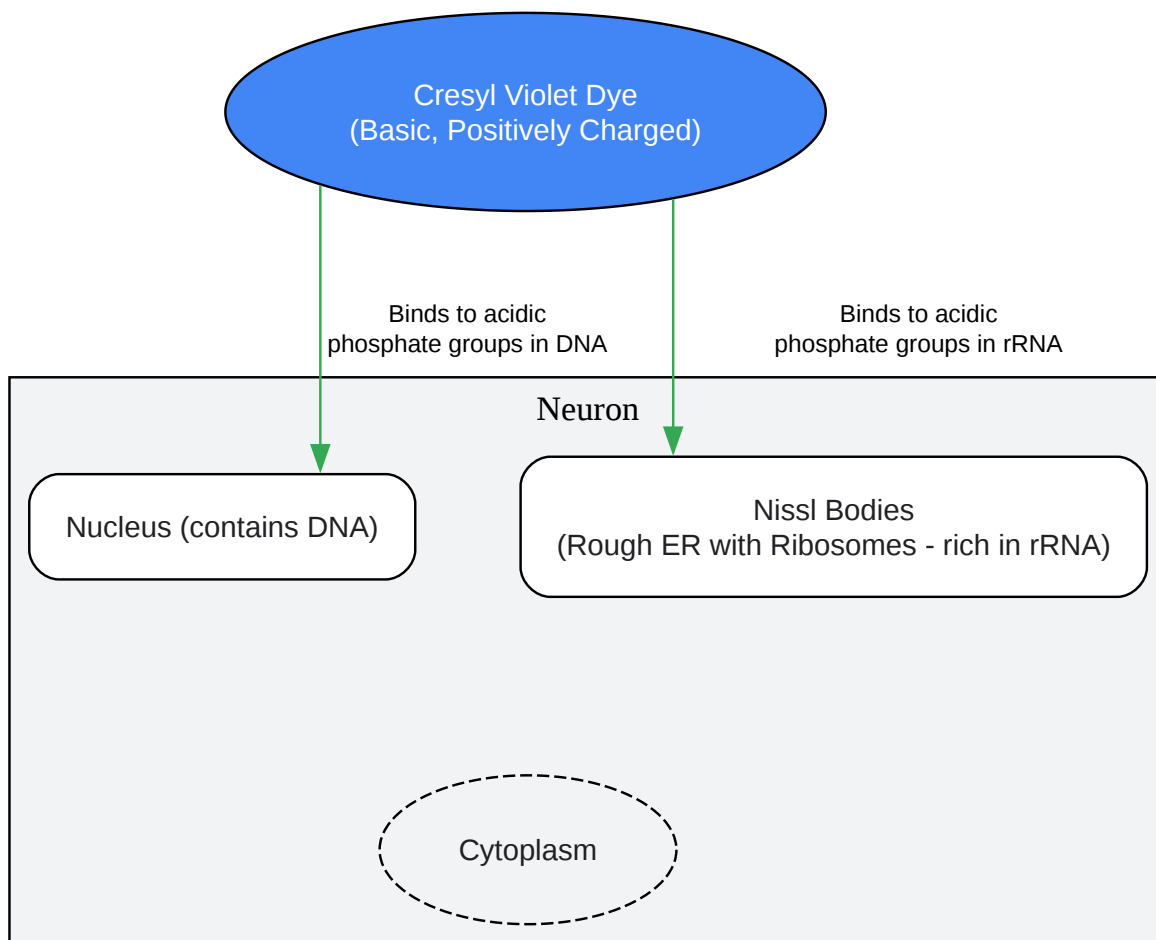 Cresyl Violet Dye
(Basic, Positively Charged)
Binds to acidic
phosphate groups in DNA
Binds to acidic
phosphate groups in rRNA
Neuron
Nucleus (contains DNA)
Nissl Bodies
(Rough ER with Ribosomes - rich in rRNA)
Cytoplasm